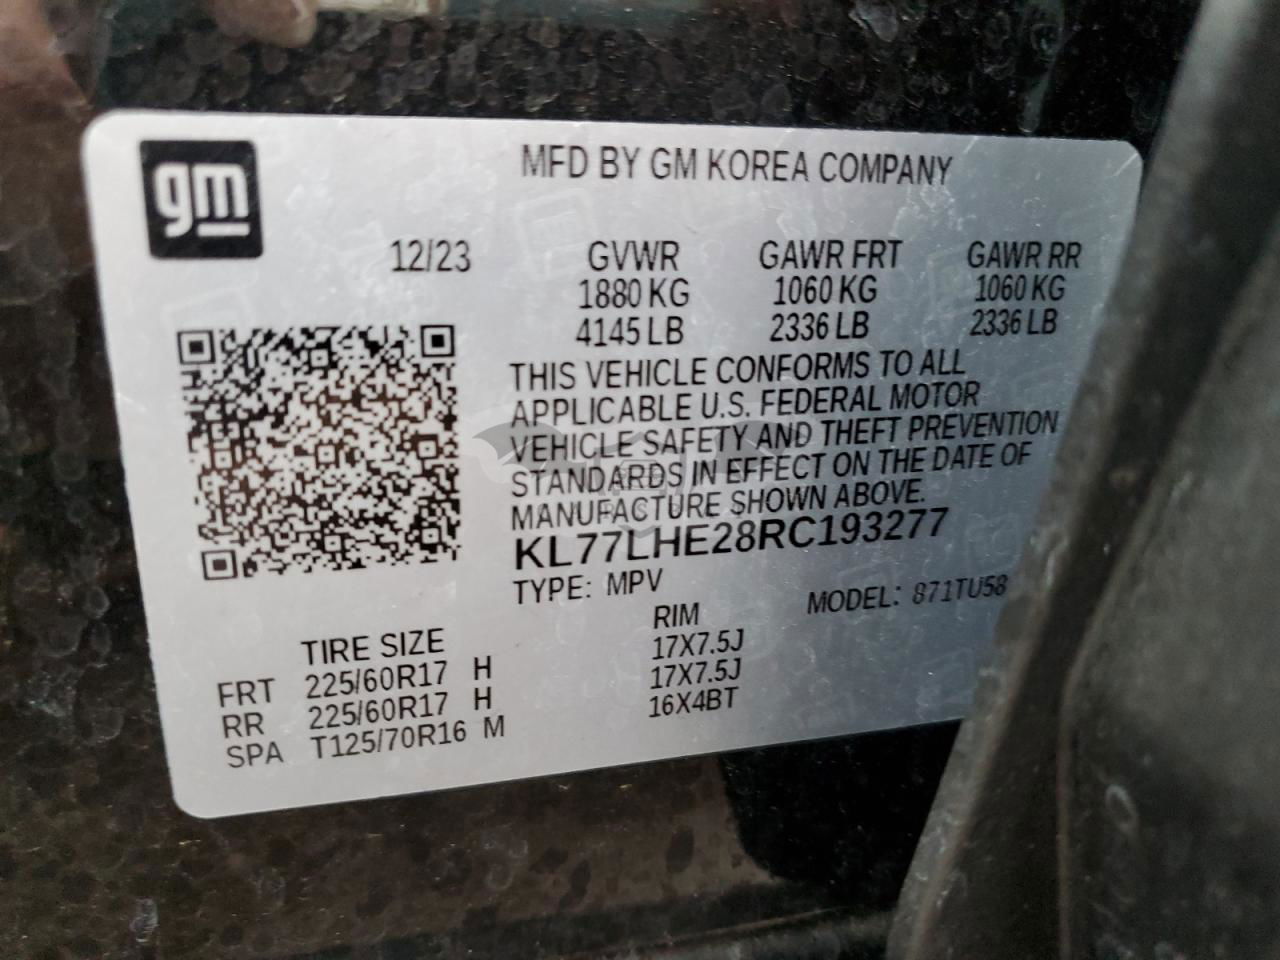 gm
MFD BY GM KOREA COMPANY
12/23 GVWR GAWR FRT GAWR RR
1880 KG 1060 KG 1060 KG
4145 LB 2336 LB 2336 LB
THIS VEHICLE CONFORMS TO ALL
APPLICABLE U.S. FEDERAL MOTOR
VEHICLE SAFETY AND THEFT PREVENTION
STANDARDS IN EFFECT ON THE DATE OF
MANUFACTURE SHOWN ABOVE.
KL77LHE28RC193277
TYPE: MPV MODEL: 871TU58
TIRE SIZE RIM
FRT 225/60R17 H 17X7.5J
RR 225/60R17 H 17X7.5J
SPA T125/70R16 M 16X4BT